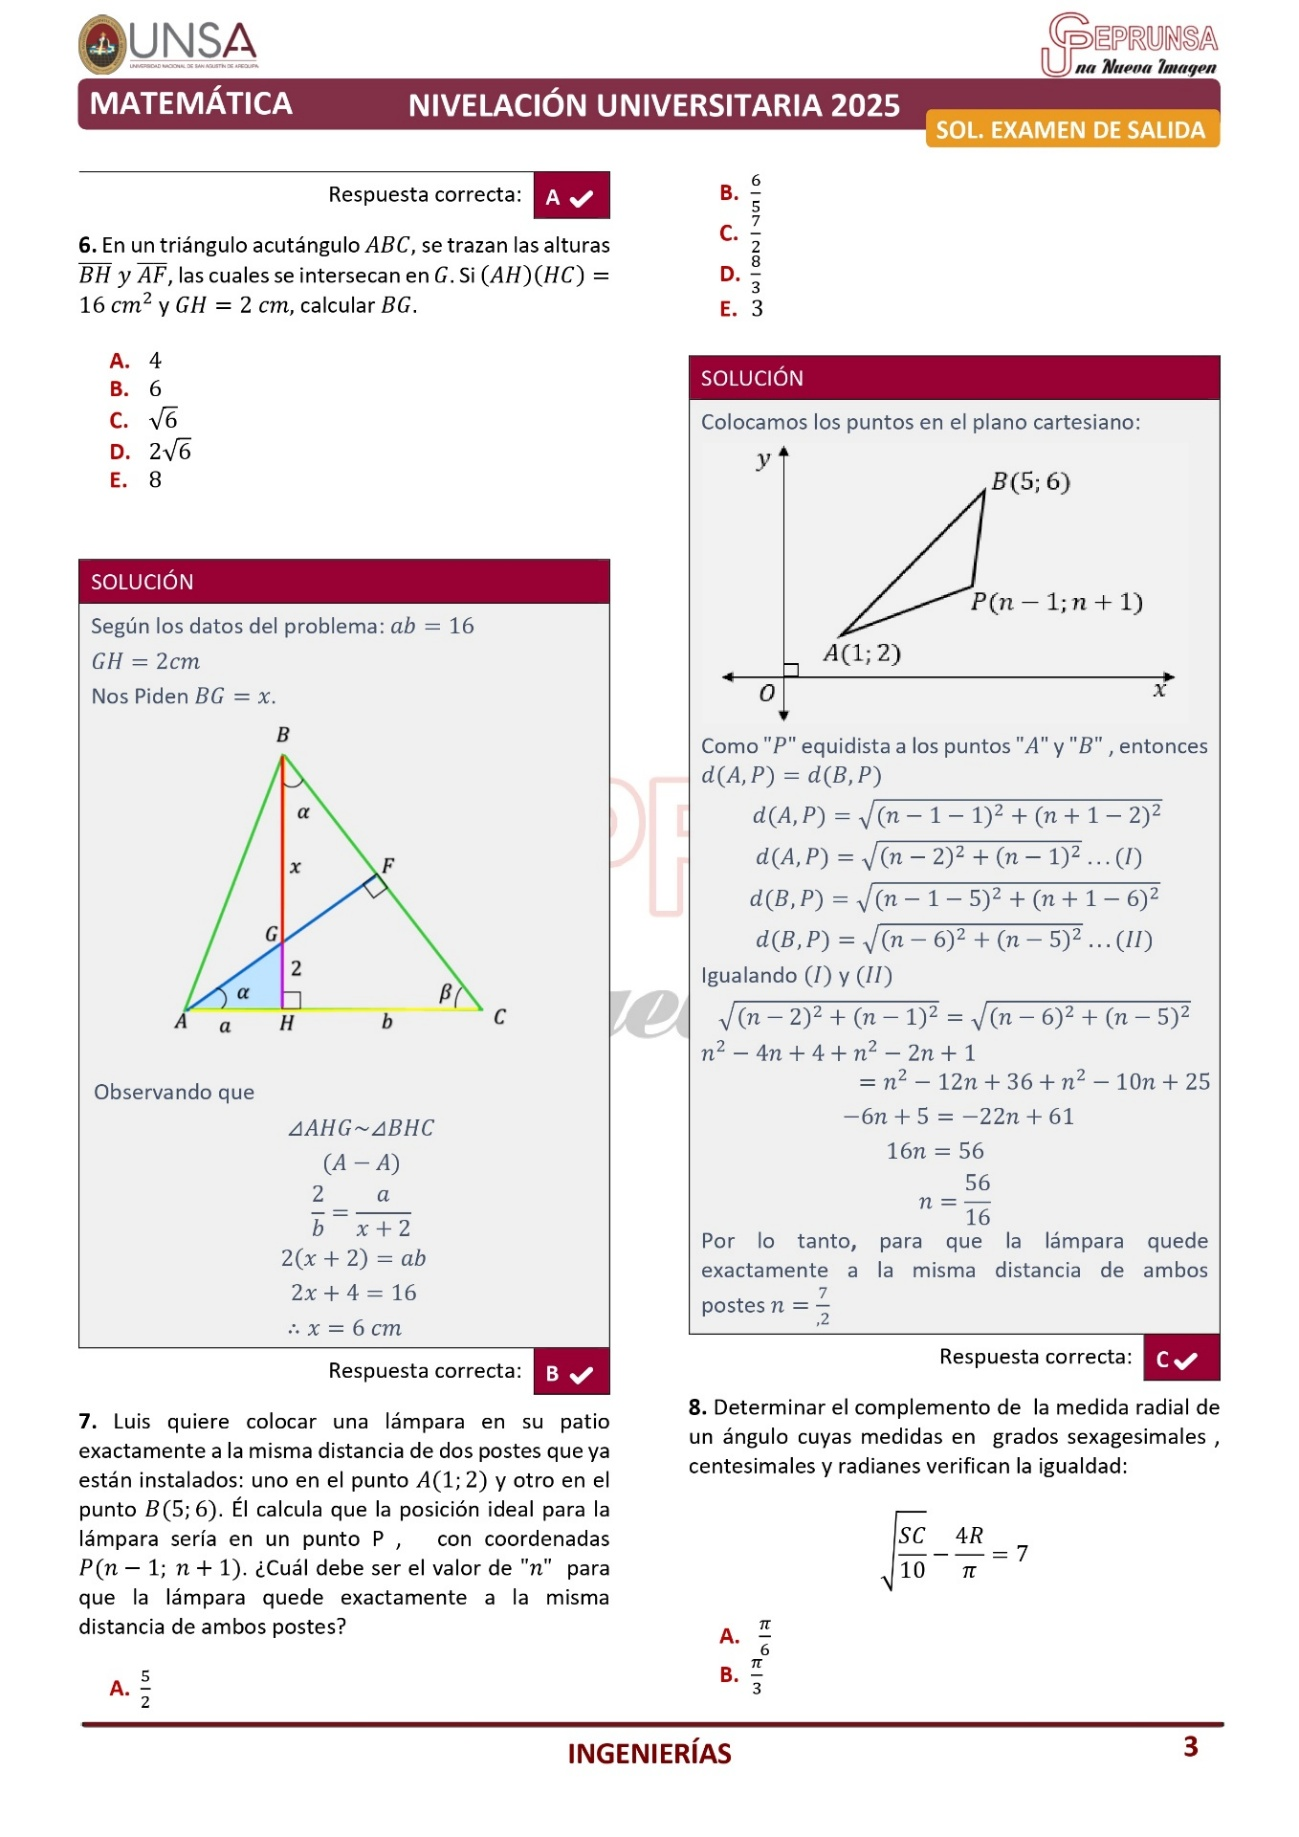 UNSA
UNIVERSIDAD NACIONAL DE SAN AGUSTÍN DE AREQUIPA
CEPRUNSA
Una Nueva Imagen
MATEMÁTICA
NIVELACIÓN UNIVERSITARIA 2025
SOL. EXAMEN DE SALIDA
Respuesta correcta: A
6. En un triángulo acutángulo ABC, se trazan las alturas
BH y AF, las cuales se intersecan en G. Si (AH)(HC) =
16 cm² y GH = 2 cm, calcular BG.
A. 4
B. 6
C. √6
D. 2√6
E. 8
SOLUCIÓN
Según los datos del problema: ab = 16
GH = 2cm
Nos Piden BG = x.
B
α
x
F
G
2
α
β
A
a
H
b
C
Observando que
⊿AHG~⊿BHC
(A − A)
2/b = a/(x + 2)
2(x + 2) = ab
2x + 4 = 16
∴ x = 6 cm
Respuesta correcta: B
7. Luis quiere colocar una lámpara en su patio
exactamente a la misma distancia de dos postes que ya
están instalados: uno en el punto A(1; 2) y otro en el
punto B(5; 6). Él calcula que la posición ideal para la
lámpara sería en un punto P , con coordenadas
P(n − 1; n + 1). ¿Cuál debe ser el valor de "n" para
que la lámpara quede exactamente a la misma
distancia de ambos postes?
A. 5/2
B. 6/5
C. 7/2
D. 8/3
E. 3
SOLUCIÓN
Colocamos los puntos en el plano cartesiano:
y
B(5; 6)
P(n − 1; n + 1)
A(1; 2)
O
x
Como "P" equidista a los puntos "A" y "B" , entonces
d(A, P) = d(B, P)
d(A, P) = √((n − 1 − 1)² + (n + 1 − 2)²)
d(A, P) = √((n − 2)² + (n − 1)²) … (I)
d(B, P) = √((n − 1 − 5)² + (n + 1 − 6)²)
d(B, P) = √((n − 6)² + (n − 5)²) … (II)
Igualando (I) y (II)
√((n − 2)² + (n − 1)²) = √((n − 6)² + (n − 5)²)
n² − 4n + 4 + n² − 2n + 1
= n² − 12n + 36 + n² − 10n + 25
−6n + 5 = −22n + 61
16n = 56
n = 56/16
Por lo tanto, para que la lámpara quede
exactamente a la misma distancia de ambos
postes n = 7/,2
Respuesta correcta: C
8. Determinar el complemento de la medida radial de
un ángulo cuyas medidas en grados sexagesimales ,
centesimales y radianes verifican la igualdad:
√(SC/10 − 4R/π) = 7
A. π/6
B. π/3
INGENIERÍAS
3